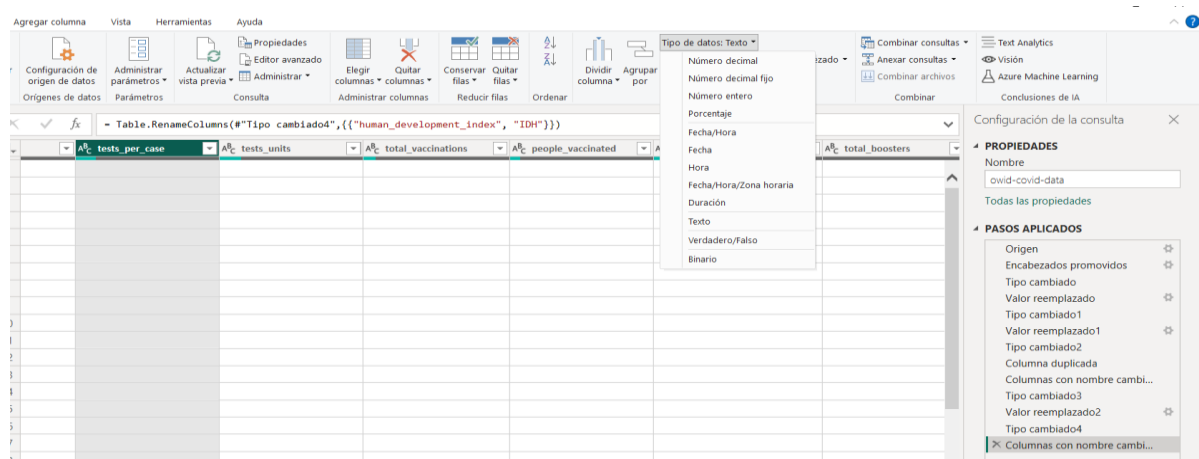 Agregar columna Vista Herramientas Ayuda
Configuración de origen de datos
Orígenes de datos
Administrar parámetros
Parámetros
Actualizar vista previa
Propiedades
Editor avanzado
Administrar
Consulta
Elegir columnas
Quitar columnas
Administrar columnas
Conservar filas
Quitar filas
Reducir filas
Ordenar
Dividir columna
Agrupar por
Tipo de datos: Texto
Número decimal
Número decimal fijo
Número entero
Porcentaje
Fecha/Hora
Fecha
Hora
Fecha/Hora/Zona horaria
Duración
Texto
Verdadero/Falso
Binario
Combinar consultas
Anexar consultas
Combinar archivos
Combinar
Text Analytics
Visión
Azure Machine Learning
Conclusiones de IA
fx = Table.RenameColumns(#"Tipo cambiado4",{{"human_development_index", "IDH"}})
tests_per_case tests_units total_vaccinations people_vaccinated total_boosters
Configuración de la consulta
PROPIEDADES
Nombre
owid-covid-data
Todas las propiedades
PASOS APLICADOS
Origen
Encabezados promovidos
Tipo cambiado
Valor reemplazado
Tipo cambiado1
Valor reemplazado1
Tipo cambiado2
Columna duplicada
Columnas con nombre cambi...
Tipo cambiado3
Valor reemplazado2
Tipo cambiado4
Columnas con nombre cambi...